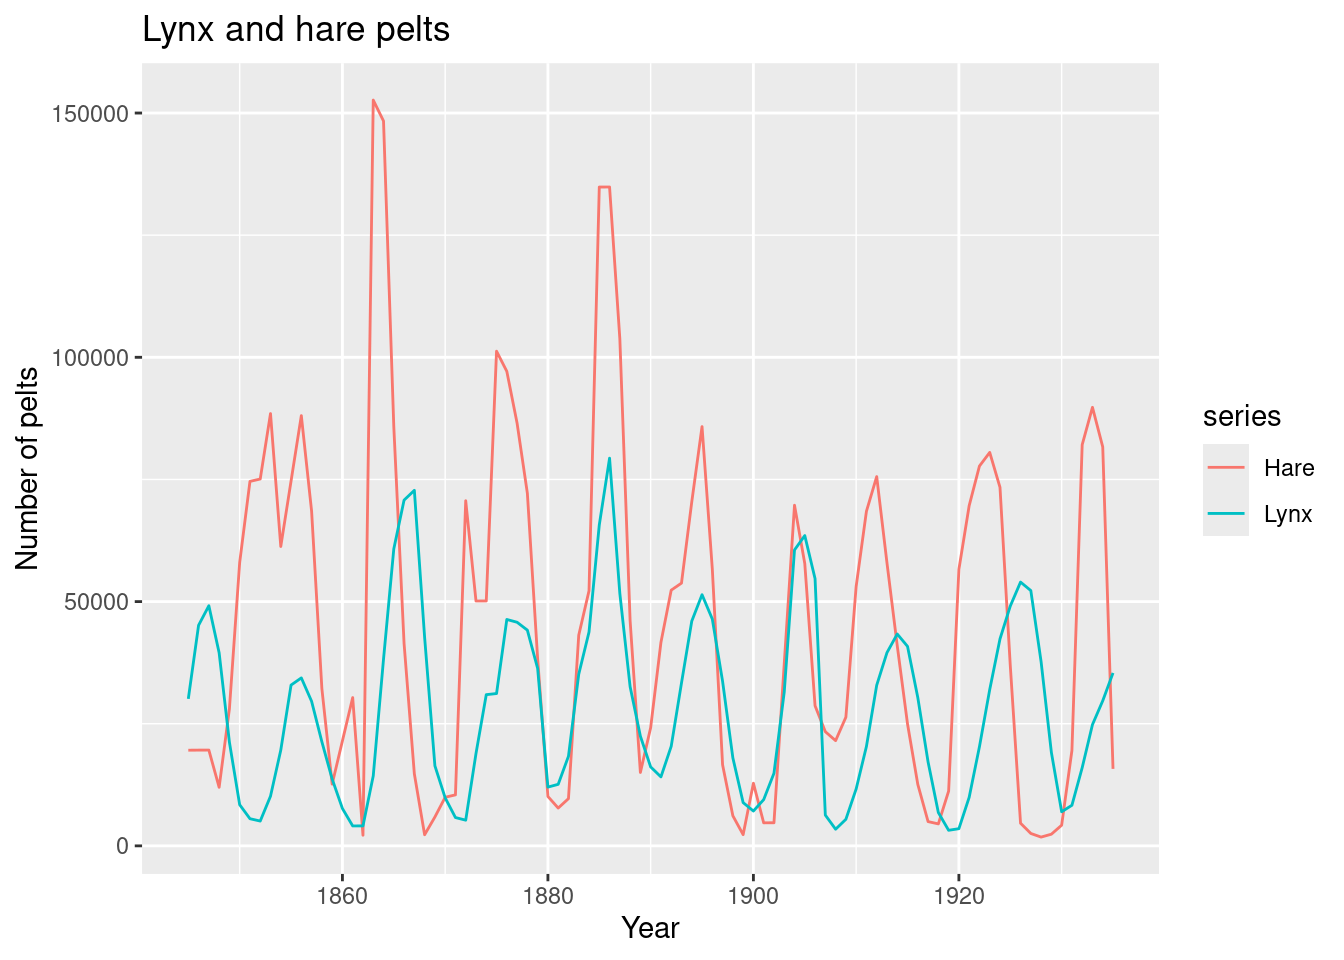 Lynx and hare pelts
150000
100000
50000
0
Number of pelts
1860 1880 1900 1920
Year
series
Hare
Lynx